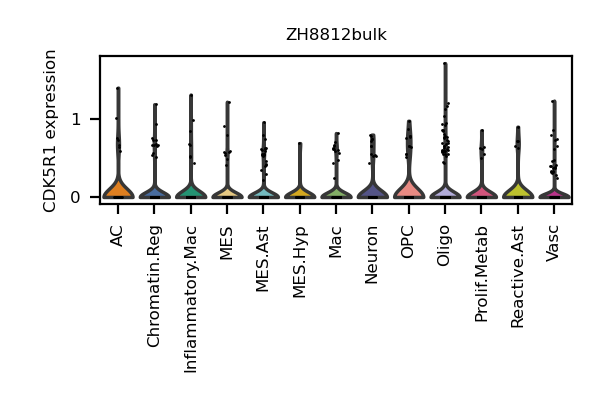 ZH8812bulk
CDK5R1 expression
1
0
AC
Chromatin.Reg
Inflammatory.Mac
MES
MES.Ast
MES.Hyp
Mac
Neuron
OPC
Oligo
Prolif.Metab
Reactive.Ast
Vasc